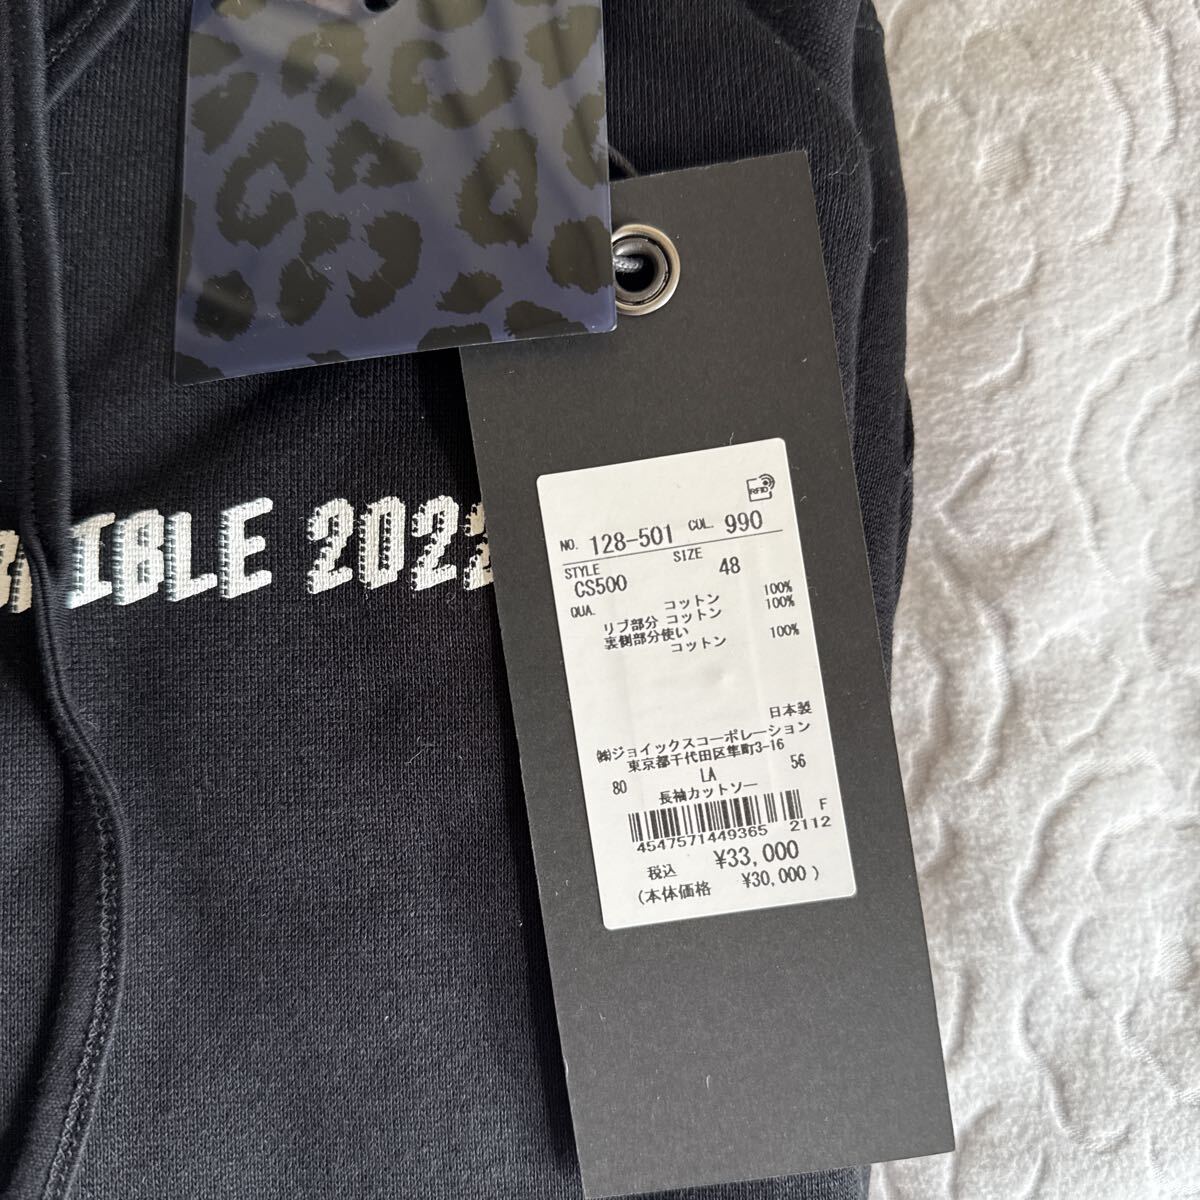 IBLE 2022
RFID
NO. 128-501 COL. 990
STYLE SIZE
CS500 48
QUA.
コットン 100%
リブ部分 コットン 100%
裏側部分使い
コットン 100%
日本製
㈱ジョイックスコーポレーション
東京都千代田区隼町3-16
80 LA 56
長袖カットソー
F
4547571449365 2112
税込 ¥33,000
(本体価格 ¥30,000)